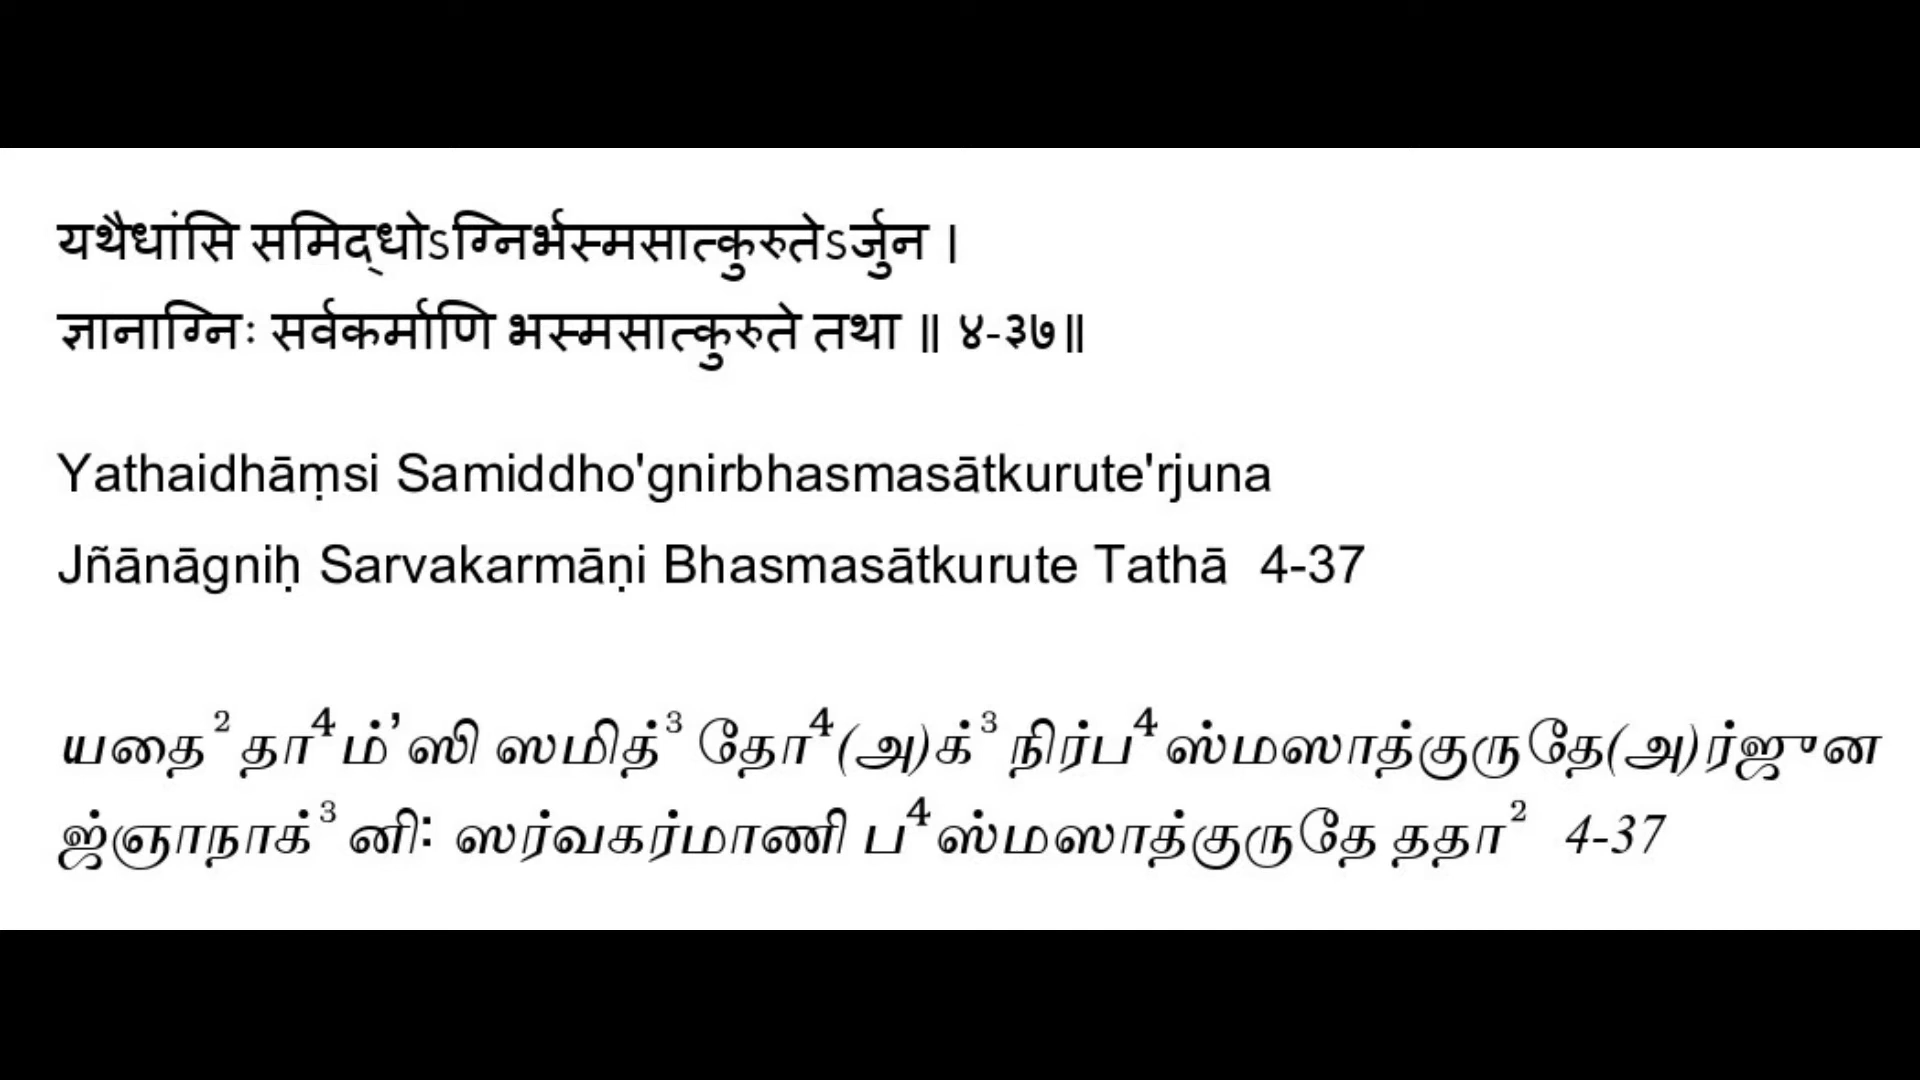 यथैधांसि समिद्धोऽग्निर्भस्मसात्कुरुतेऽर्जुन ।
ज्ञानाग्निः सर्वकर्माणि भस्मसात्कुरुते तथा ॥ ४-३७॥
Yathaidhāṃsi Samiddho'gnirbhasmasātkurute'rjuna
Jñānāgniḥ Sarvakarmāṇi Bhasmasātkurute Tathā 4-37
யதை² தா⁴ம்’ஸி ஸமித்³ தோ⁴(அ)க்³ நிர்ப⁴ஸ்மஸாத்குருதே(அ)ர்ஜுன
ஜ்ஞாநாக்³ னி: ஸர்வகர்மாணி ப⁴ஸ்மஸாத்குருதே ததா² 4-37